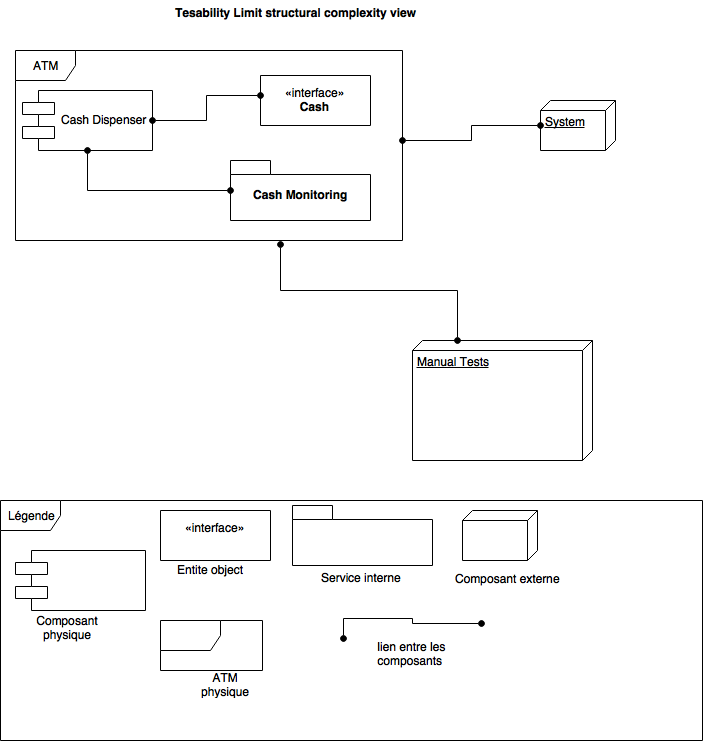 Tesability Limit structural complexity view
ATM
«interface»
Cash
Cash Dispenser
System
Cash Monitoring
Manual Tests
Légende
«interface»
Entite object
Service interne
Composant externe
Composant
physique
lien entre les
composants
ATM
physique